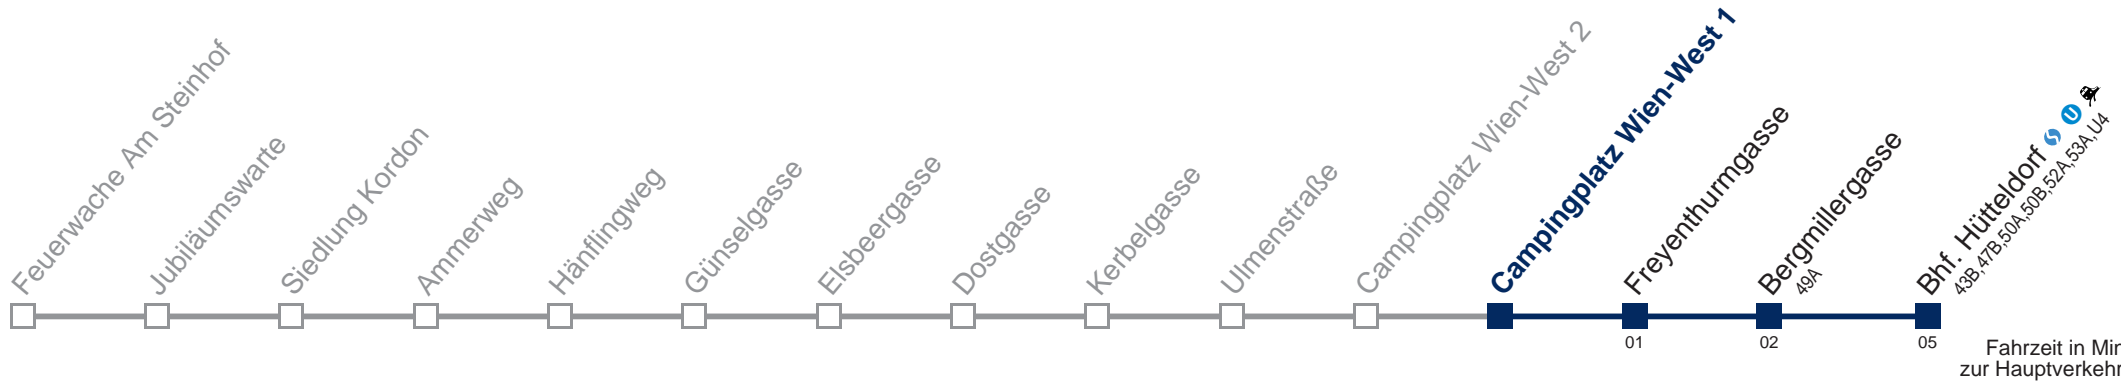 Feuerwache Am Steinhof
Jubiläumswarte
Siedlung Kordon
Ammerweg
Hänflingweg
Günselgasse
Elsbeergasse
Dostgasse
Kerbelgasse
Ulmenstraße
Campingplatz Wien-West 2
Campingplatz Wien-West 1
Freyenthurmgasse
Bergmillergasse
49A
Bhf. Hütteldorf S U
43B,47B,50A,50B,52A,53A,U4
01
02
05
Fahrzeit in Min
zur Hauptverkehr